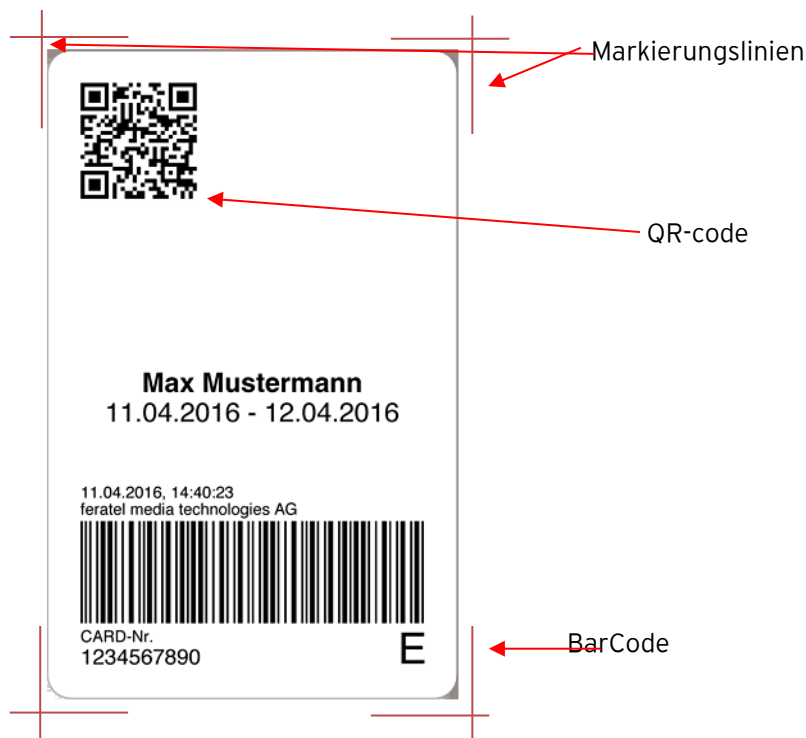 Markierungslinien
QR-code
Max Mustermann
11.04.2016 - 12.04.2016
11.04.2016, 14:40:23
feratel media technologies AG
CARD-Nr.
1234567890
E
BarCode